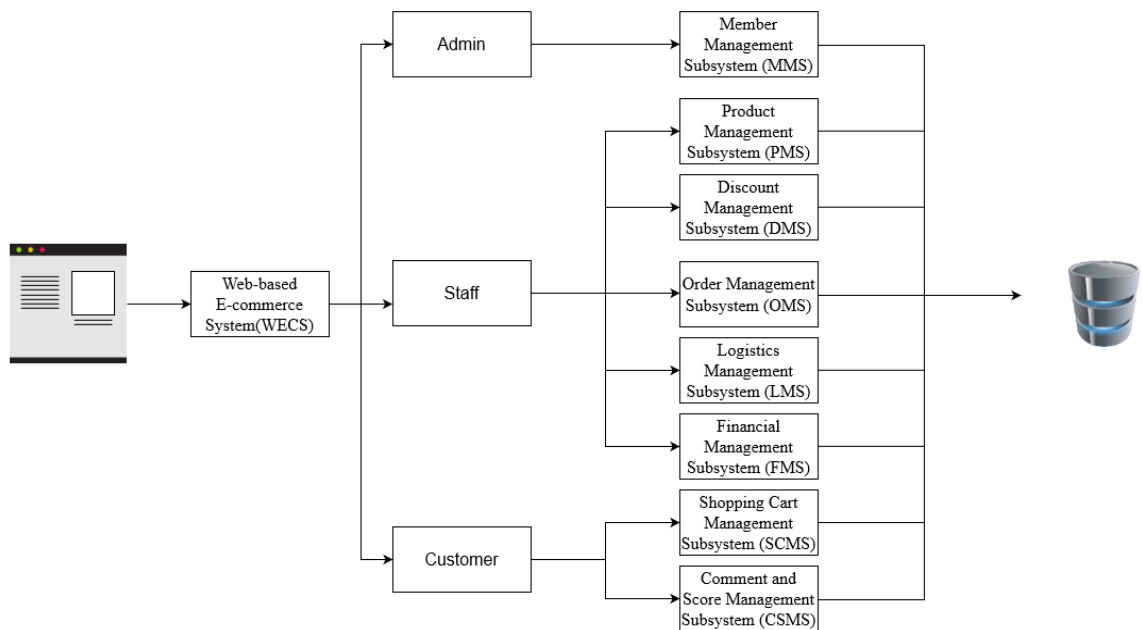 Web-based
E-commerce
System(WECS)
Admin
Staff
Customer
Member
Management
Subsystem (MMS)
Product
Management
Subsystem (PMS)
Discount
Management
Subsystem (DMS)
Order Management
Subsystem (OMS)
Logistics
Management
Subsystem (LMS)
Financial
Management
Subsystem (FMS)
Shopping Cart
Management
Subsystem (SCMS)
Comment and
Score Management
Subsystem (CSMS)